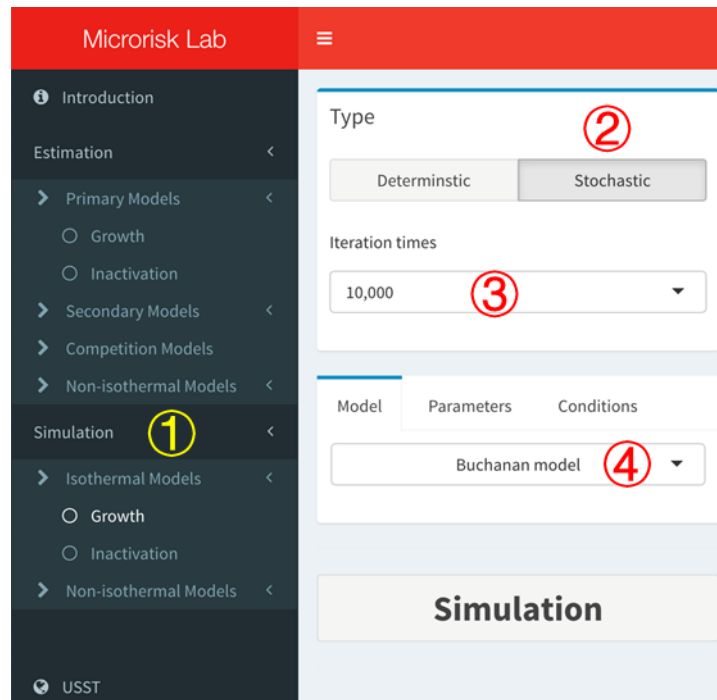 Microrisk Lab
Introduction
Estimation
Primary Models
Growth
Inactivation
Secondary Models
Competition Models
Non-isothermal Models
Simulation ①
Isothermal Models
Growth
Inactivation
Non-isothermal Models
USST
Type ②
Determinstic Stochastic
Iteration times
10,000 ③
Model Parameters Conditions
Buchanan model ④
Simulation